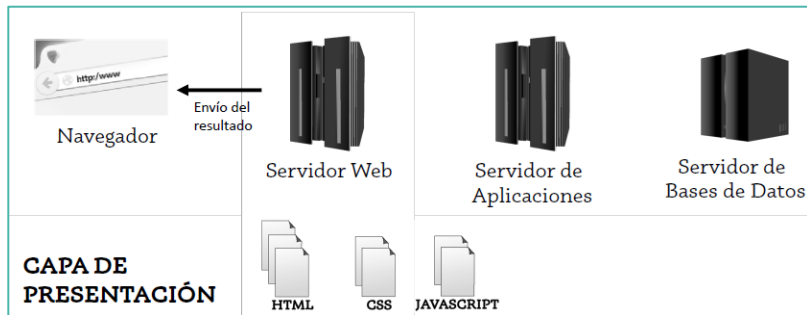 http:/www
Envío del
resultado
Navegador
Servidor Web
Servidor de
Aplicaciones
Servidor de
Bases de Datos
CAPA DE
PRESENTACIÓN
HTML
CSS
JAVASCRIPT